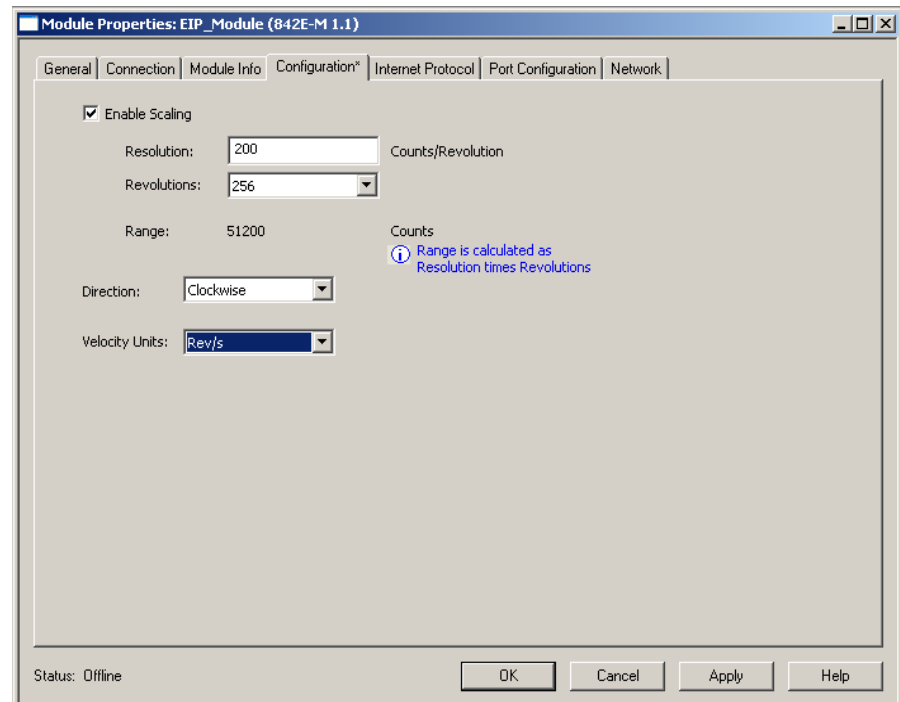 Module Properties: EIP_Module (842E-M 1.1)
General Connection Module Info Configuration* Internet Protocol Port Configuration Network
Enable Scaling
Resolution: 200 Counts/Revolution
Revolutions: 256
Range: 51200 Counts
Range is calculated as
Resolution times Revolutions
Direction: Clockwise
Velocity Units: Rev/s
Status: Offline OK Cancel Apply Help